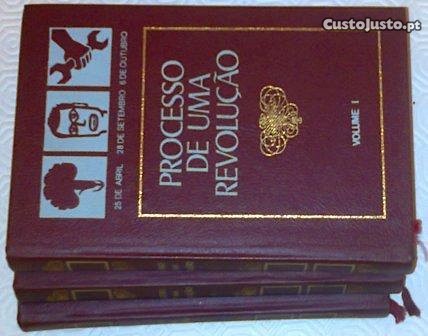 CustoJusto.pt
25 DE ABRIL 28 DE SETEMBRO 6 DE OUTUBRO
PROCESSO
DE UMA
REVOLUÇÃO
VOLUME I